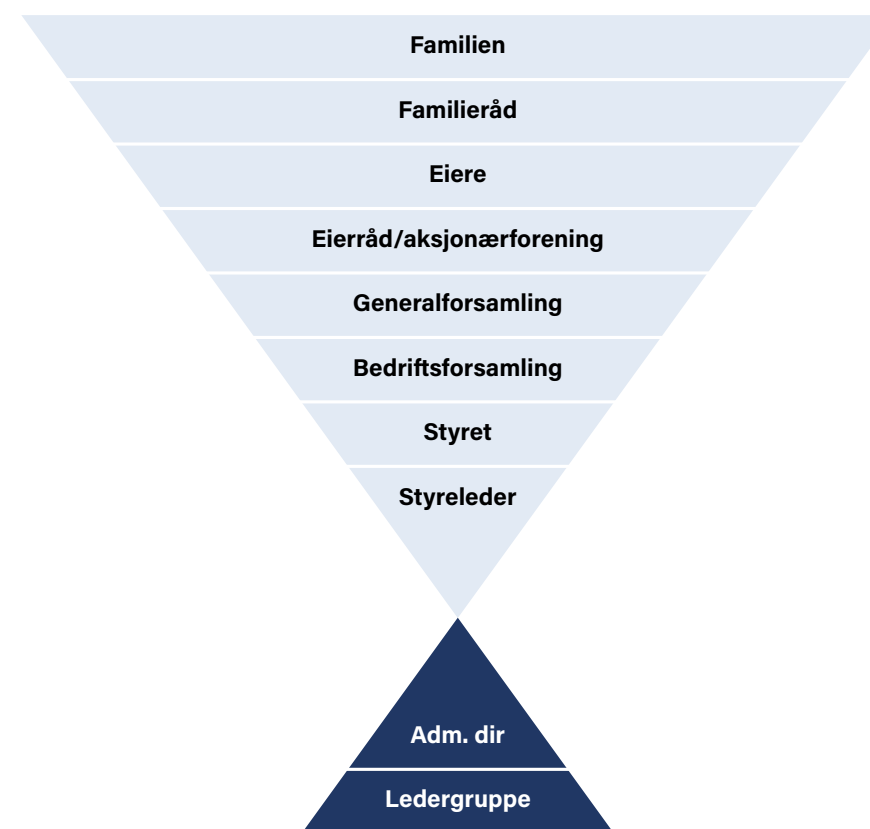 Familien
Familieråd
Eiere
Eierråd/aksjonærforening
Generalforsamling
Bedriftsforsamling
Styret
Styreleder
Adm. dir
Ledergruppe